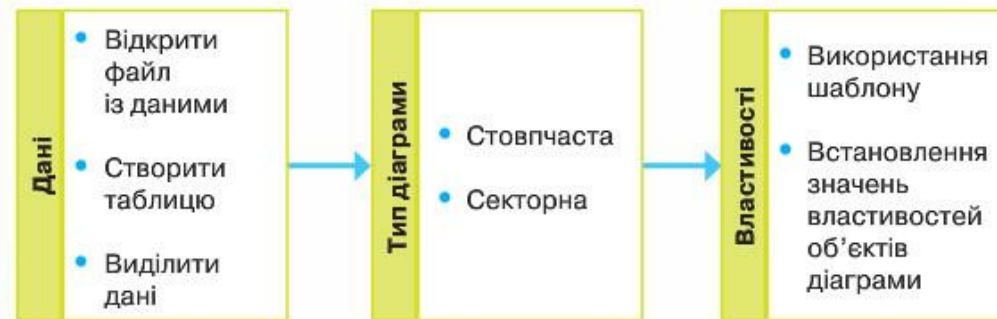 Дані
Відкрити
файл
із даними
Створити
таблицю
Виділити
дані
Тип діаграми
Стовпчаста
Секторна
Властивості
Використання
шаблону
Встановлення
значень
властивостей
об’єктів
діаграми